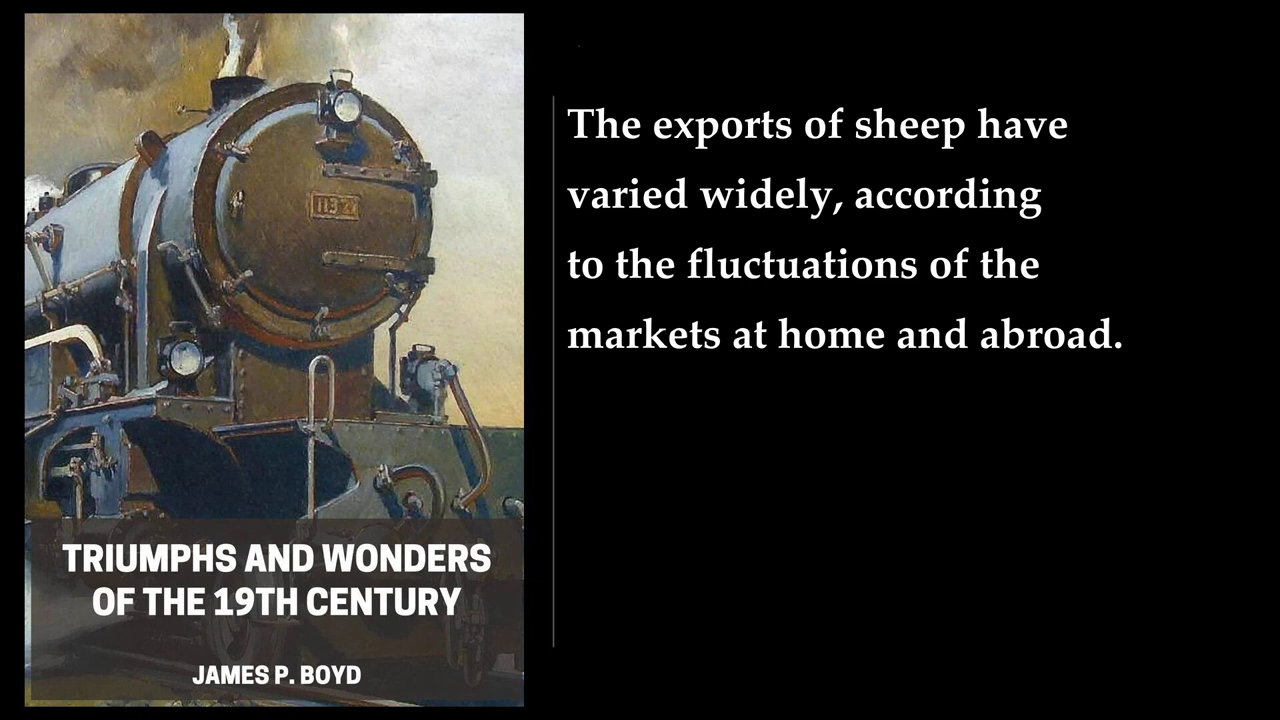 The exports of sheep have
varied widely, according
to the fluctuations of the
markets at home and abroad.
TRIUMPHS AND WONDERS
OF THE 19TH CENTURY
JAMES P. BOYD